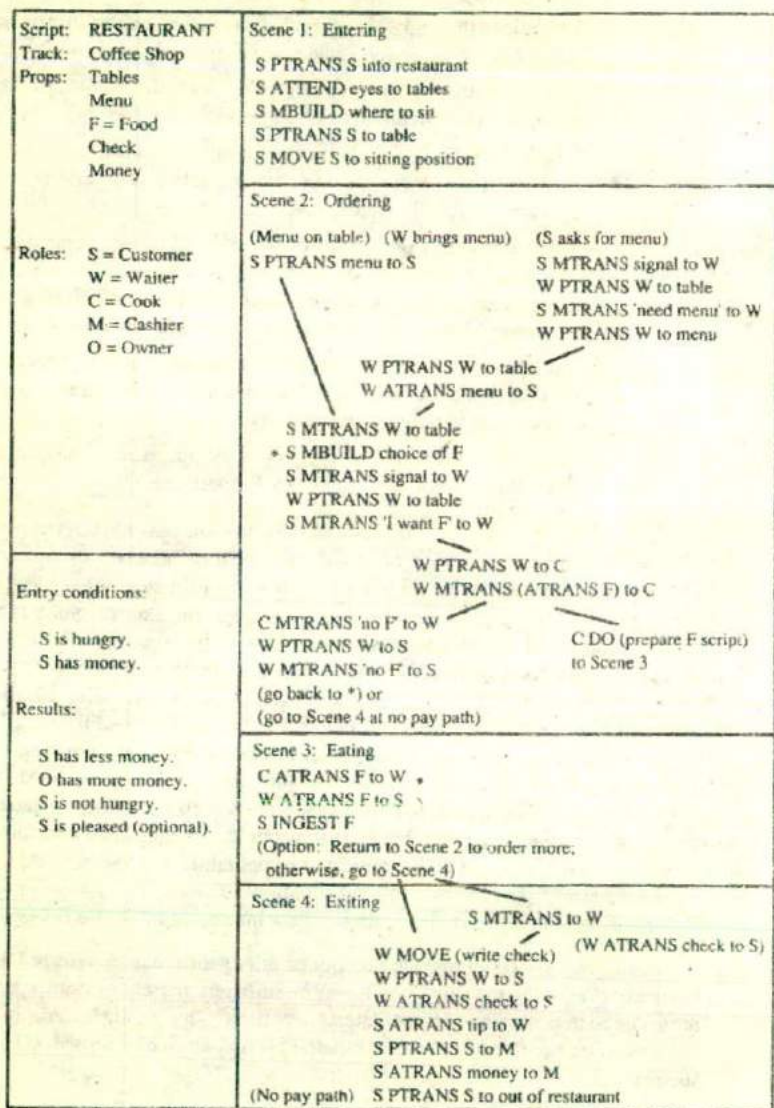 Script: RESTAURANT
Track: Coffee Shop
Props: Tables
Menu
F = Food
Check
Money
Roles: S = Customer
W = Waiter
C = Cook
M = Cashier
O = Owner
Entry conditions:
S is hungry.
S has money.
Results:
S has less money.
O has more money.
S is not hungry.
S is pleased (optional).
Scene 1: Entering
S PTRANS S into restaurant
S ATTEND eyes to tables
S MBUILD where to sit
S PTRANS S to table
S MOVE S to sitting position
Scene 2: Ordering
(Menu on table) (W brings menu) (S asks for menu)
S PTRANS menu to S
S MTRANS signal to W
W PTRANS W to table
S MTRANS 'need menu' to W
W PTRANS W to menu
W PTRANS W to table
W ATRANS menu to S
S MTRANS W to table
* S MBUILD choice of F
S MTRANS signal to W
W PTRANS W to table
S MTRANS 'I want F' to W
W PTRANS W to C
W MTRANS (ATRANS F) to C
C MTRANS 'no F' to W
W PTRANS W to S
W MTRANS 'no F' to S
(go back to *) or
(go to Scene 4 at no pay path)
C DO (prepare F script)
to Scene 3
Scene 3: Eating
C ATRANS F to W
W ATRANS F to S
S INGEST F
(Option: Return to Scene 2 to order more,
otherwise, go to Scene 4)
Scene 4: Exiting
S MTRANS to W
(W ATRANS check to S)
W MOVE (write check)
W PTRANS W to S
W ATRANS check to S
S ATRANS tip to W
S PTRANS S to M
S ATRANS money to M
(No pay path) S PTRANS S to out of restaurant